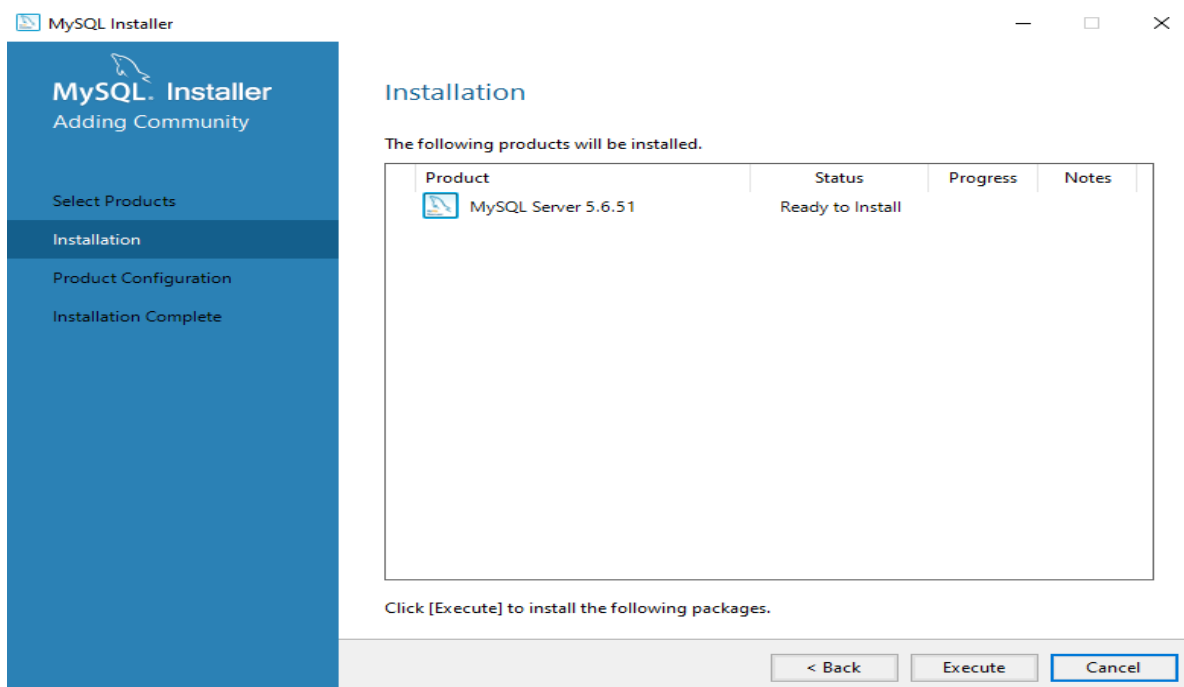 MySQL Installer
MySQL. Installer
Adding Community
Select Products
Installation
Product Configuration
Installation Complete
Installation
The following products will be installed.
Product Status Progress Notes
MySQL Server 5.6.51 Ready to Install
Click [Execute] to install the following packages.
< Back Execute Cancel